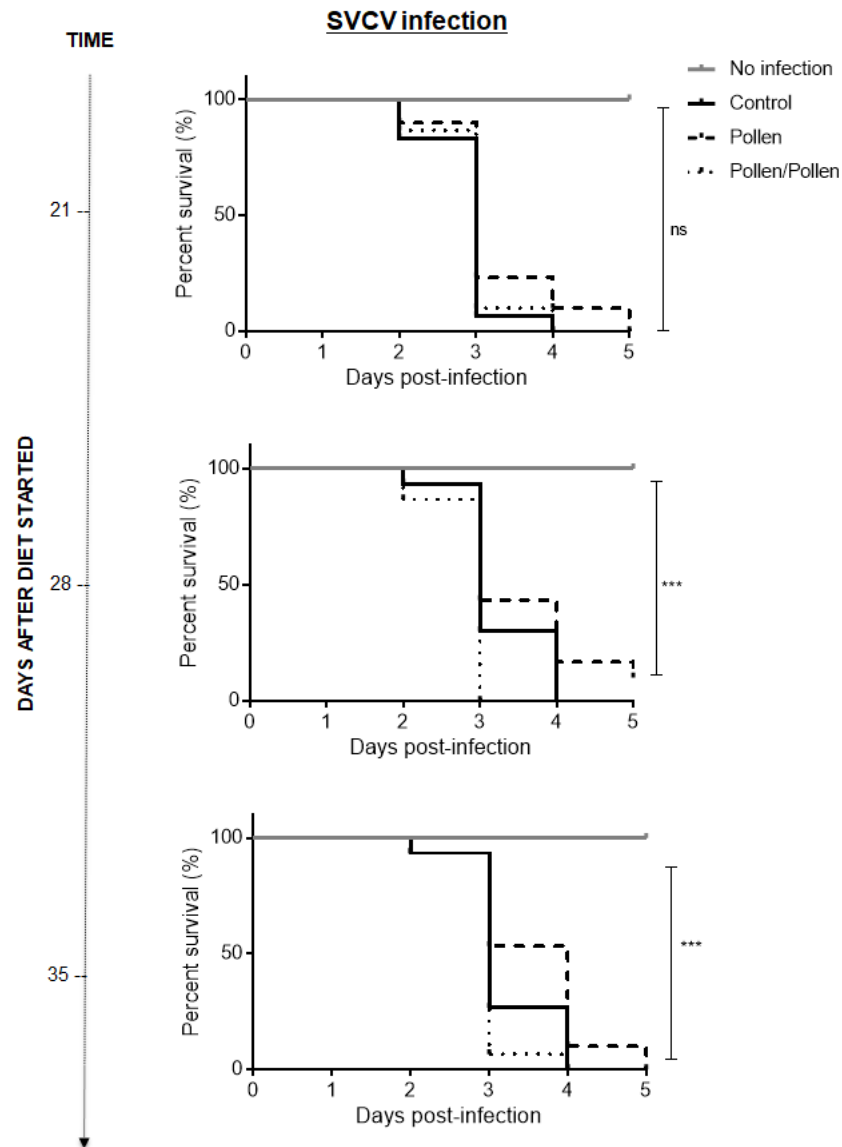 SVCV infection
TIME
No infection
Control
Pollen
Pollen/Pollen
21
Percent survival (%)
100
50
0
0 1 2 3 4 5
Days post-infection
ns
DAYS AFTER DIET STARTED
28
Percent survival (%)
100
50
0
0 1 2 3 4 5
Days post-infection
***
35
Percent survival (%)
100
50
0
0 1 2 3 4 5
Days post-infection
***